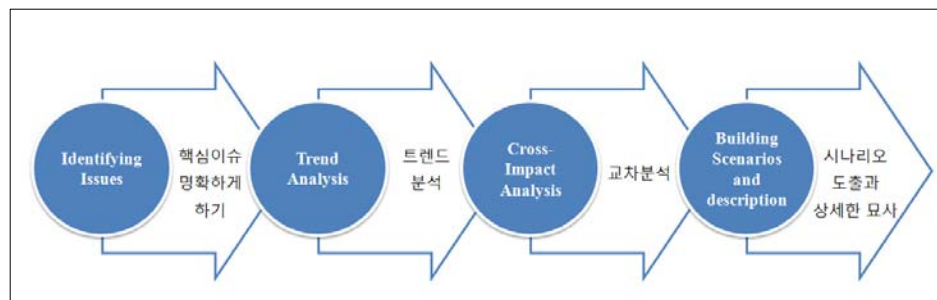 Identifying
Issues
핵심이슈
명확하게
하기
Trend
Analysis
트렌드
분석
Cross-
Impact
Analysis
교차분석
Building
Scenarios
and
description
시나리오
도출과
상세한 묘사